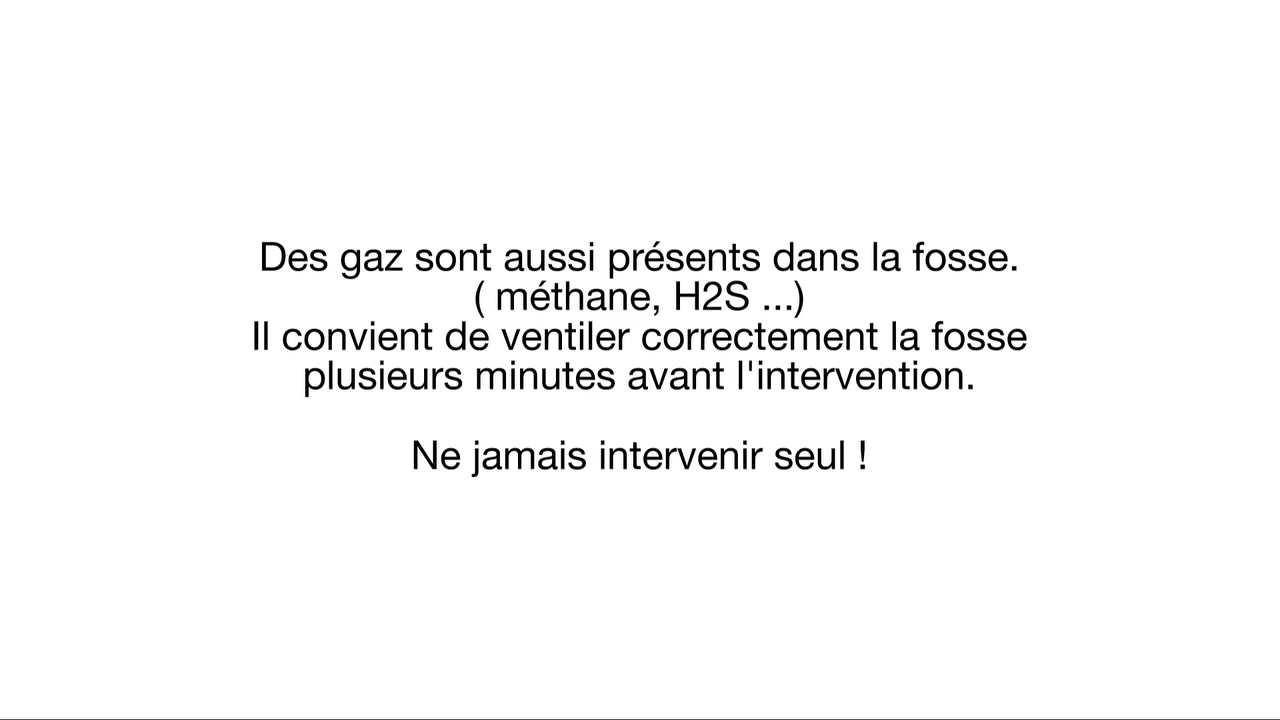 Des gaz sont aussi présents dans la fosse.
( méthane, H2S ...)
Il convient de ventiler correctement la fosse
plusieurs minutes avant l'intervention.
Ne jamais intervenir seul !